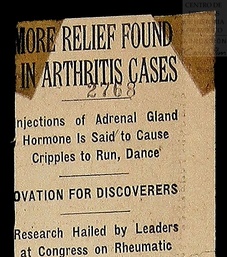 MORE RELIEF FOUND
IN ARTHRITIS CASES
2768
Injections of Adrenal Gland
Hormone Is Said to Cause
Cripples to Run, Dance
OVATION FOR DISCOVERERS
Research Hailed by Leaders
at Congress on Rheumatic